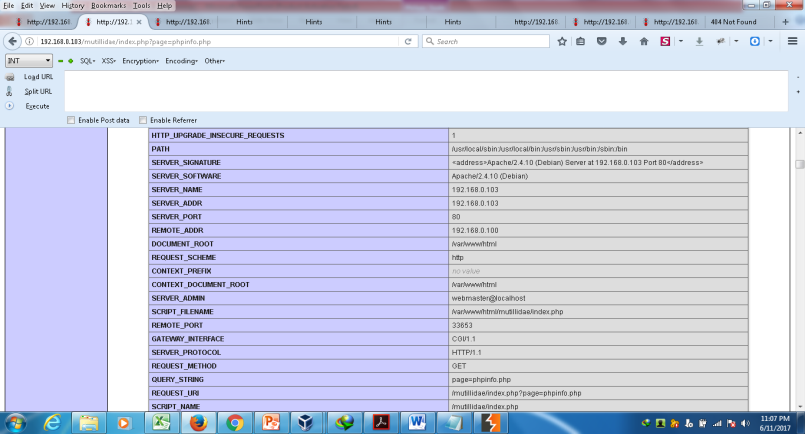 File Edit View History Bookmarks Tools Help
http://192.168. http://192.1 × http://192.168. Hints Hints Hints Hints http://192.168. http://192.168. http://192.168. 404 Not Found +
192.168.0.103/mutillidae/index.php?page=phpinfo.php Search
INT SQL- XSS- Encryption- Encoding- Other-
Load URL
Split URL
Execute
Enable Post data Enable Referrer
HTTP_UPGRADE_INSECURE_REQUESTS 1
PATH /usr/local/sbin:/usr/local/bin:/usr/sbin:/usr/bin:/sbin:/bin
SERVER_SIGNATURE <address>Apache/2.4.10 (Debian) Server at 192.168.0.103 Port 80</address>
SERVER_SOFTWARE Apache/2.4.10 (Debian)
SERVER_NAME 192.168.0.103
SERVER_ADDR 192.168.0.103
SERVER_PORT 80
REMOTE_ADDR 192.168.0.100
DOCUMENT_ROOT /var/www/html
REQUEST_SCHEME http
CONTEXT_PREFIX no value
CONTEXT_DOCUMENT_ROOT /var/www/html
SERVER_ADMIN webmaster@localhost
SCRIPT_FILENAME /var/www/html/mutillidae/index.php
REMOTE_PORT 33653
GATEWAY_INTERFACE CGI/1.1
SERVER_PROTOCOL HTTP/1.1
REQUEST_METHOD GET
QUERY_STRING page=phpinfo.php
REQUEST_URI /mutillidae/index.php?page=phpinfo.php
SCRIPT_NAME /mutillidae/index.php
11:07 PM
6/11/2017